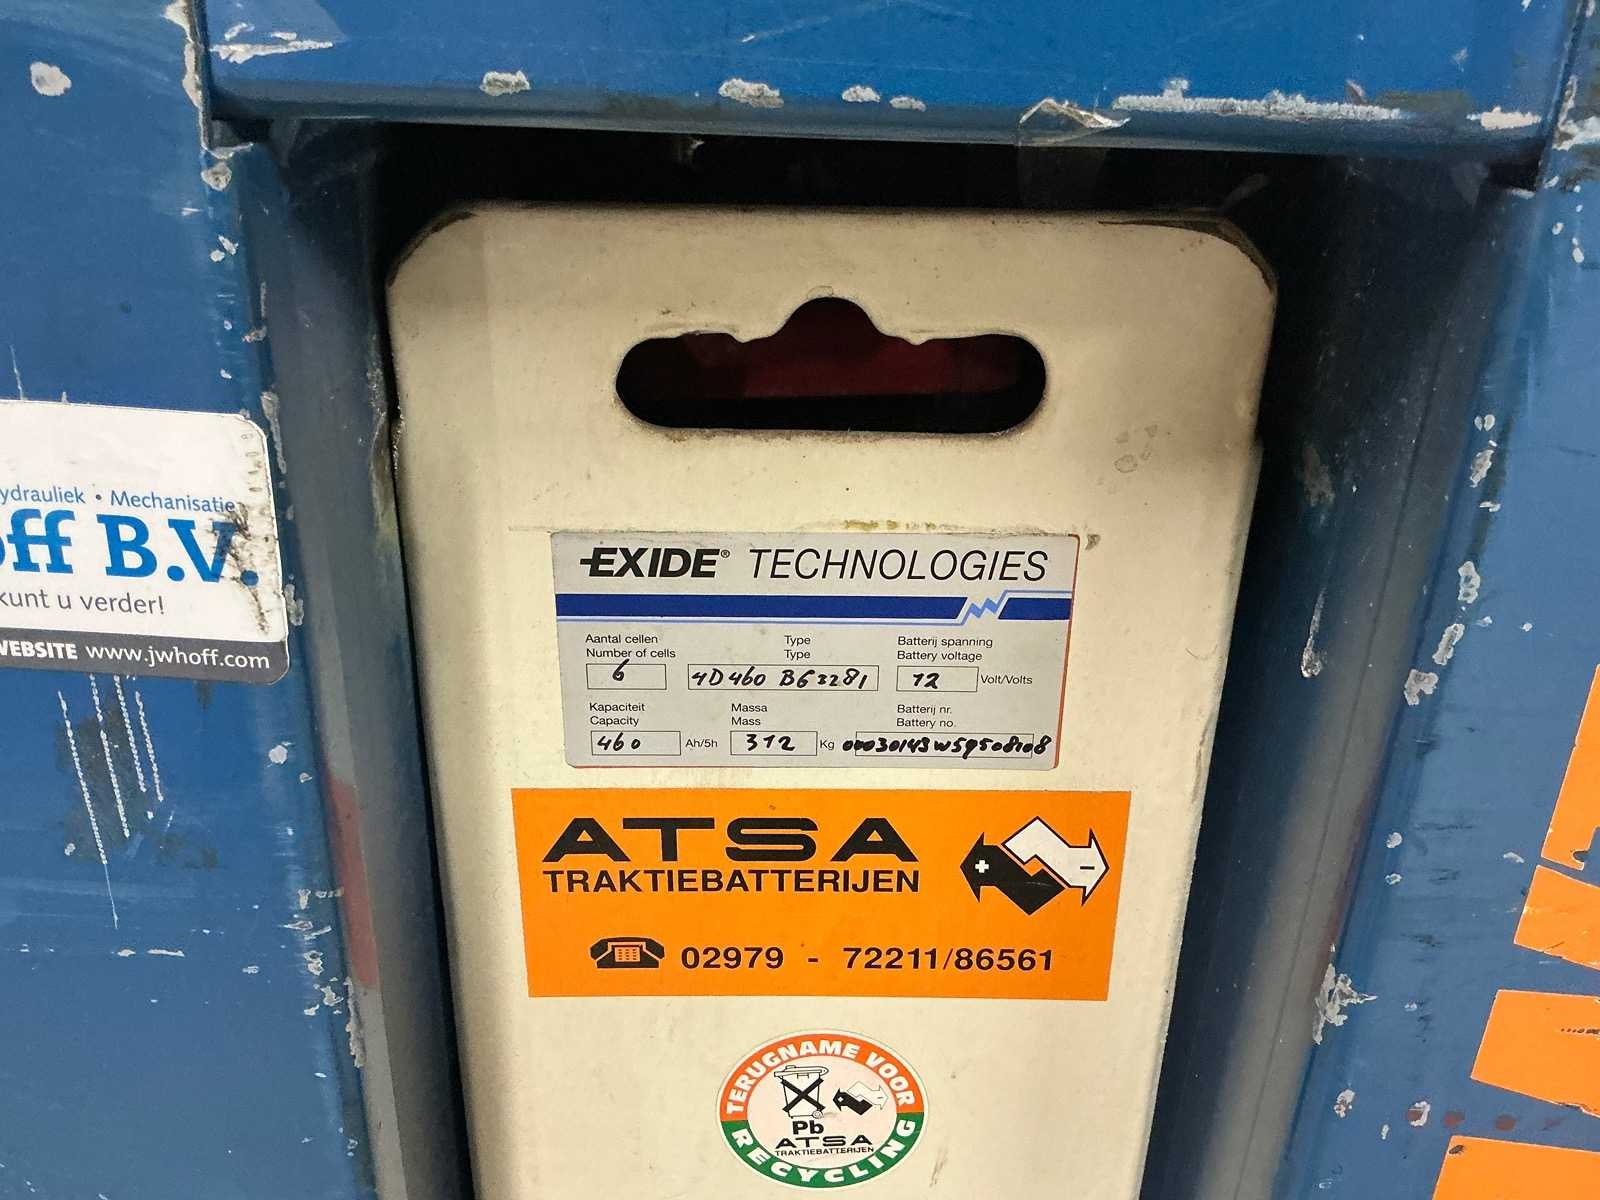 ydrauliek • Mechanisatie
off B.V.
kunt u verder!
WEBSITE www.jwhoff.com
EXIDE® TECHNOLOGIES
Aantal cellen Type Batterij spanning
Number of cells Type Battery voltage
6 4D460 B63281 12 Volt/Volts
Kapaciteit Massa Batterij nr.
Capacity Mass Battery no.
460 Ah/5h 312 Kg 00030143W59508108
ATSA
TRAKTIEBATTERIJEN
+ -
02979 - 72211/86561
TERUGNAME VOOR
Pb
ATSA
TRAKTIEBATTERIJEN
RECYCLING